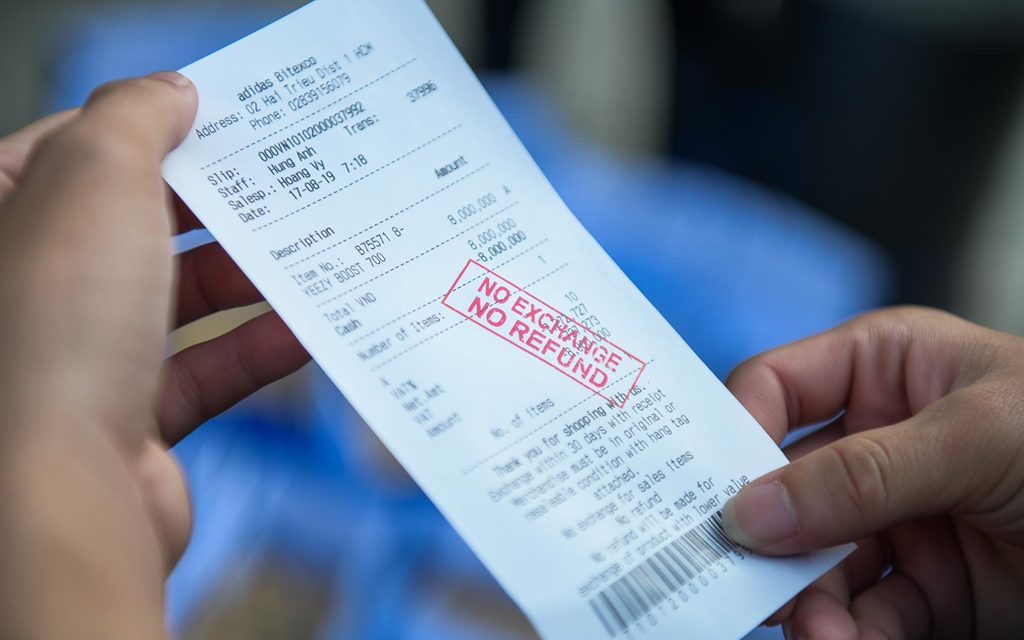 adidas Bitexco
Address: 02 Hai Trieu Dist 1 HCM
Phone: 02839156079
Slip: 000VN10102000037992
Staff: Hung Anh Trans: 37996
Salesp.: Hoang Vy
Date: 17-08-19 7:18
Description Amount
Item No.: B75571 8- 8,000,000 A
YEEZY BOOST 700
Total VND 8,000,000
Cash -8,000,000
Number of Items: 1
NO EXCHANGE
NO REFUND
A
VAT% 10
Net.Amt
VAT
Amount
No. of items
Thank you for shopping with us.
Exchange within 30 days with receipt
Merchandise must be in original or
resaleable condition with hang tag
attached.
No exchange for sales items
No refund
No refund will be made for
exchange of product with lower value